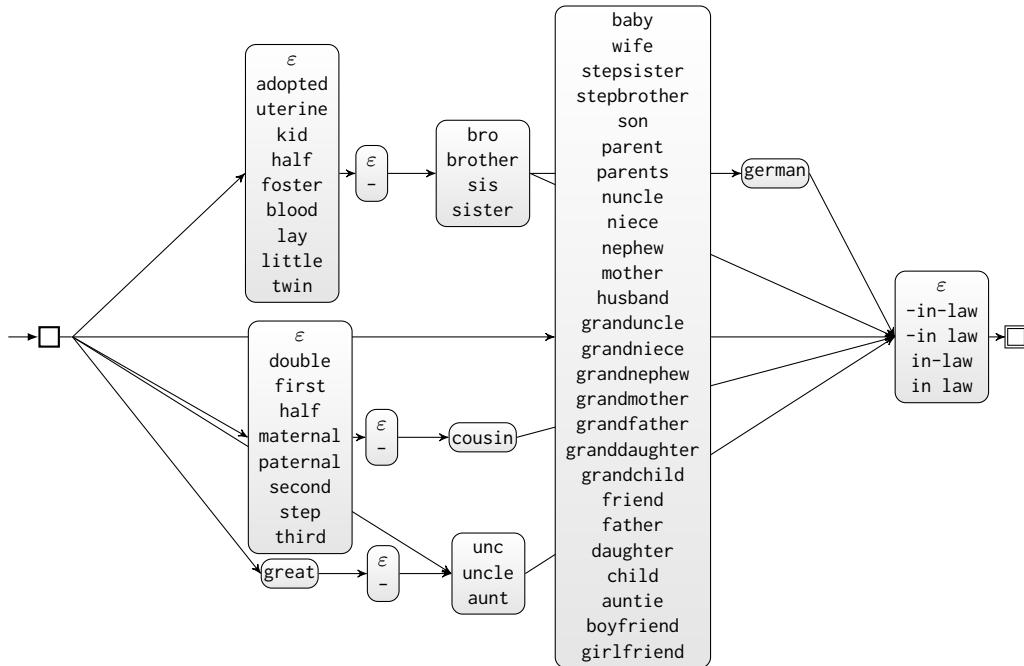 ε
adopted
uterine
kid
half
foster
blood
lay
little
twin
ε
-
bro
brother
sis
sister
baby
wife
stepsister
stepbrother
son
parent
parents
nuncle
niece
nephew
mother
husband
granduncle
grandniece
grandnephew
grandmother
grandfather
granddaughter
grandchild
friend
father
daughter
child
auntie
boyfriend
girlfriend
german
ε
-in-law
-in law
in-law
in law
ε
double
first
half
maternal
paternal
second
step
third
ε
-
cousin
great
ε
-
unc
uncle
aunt